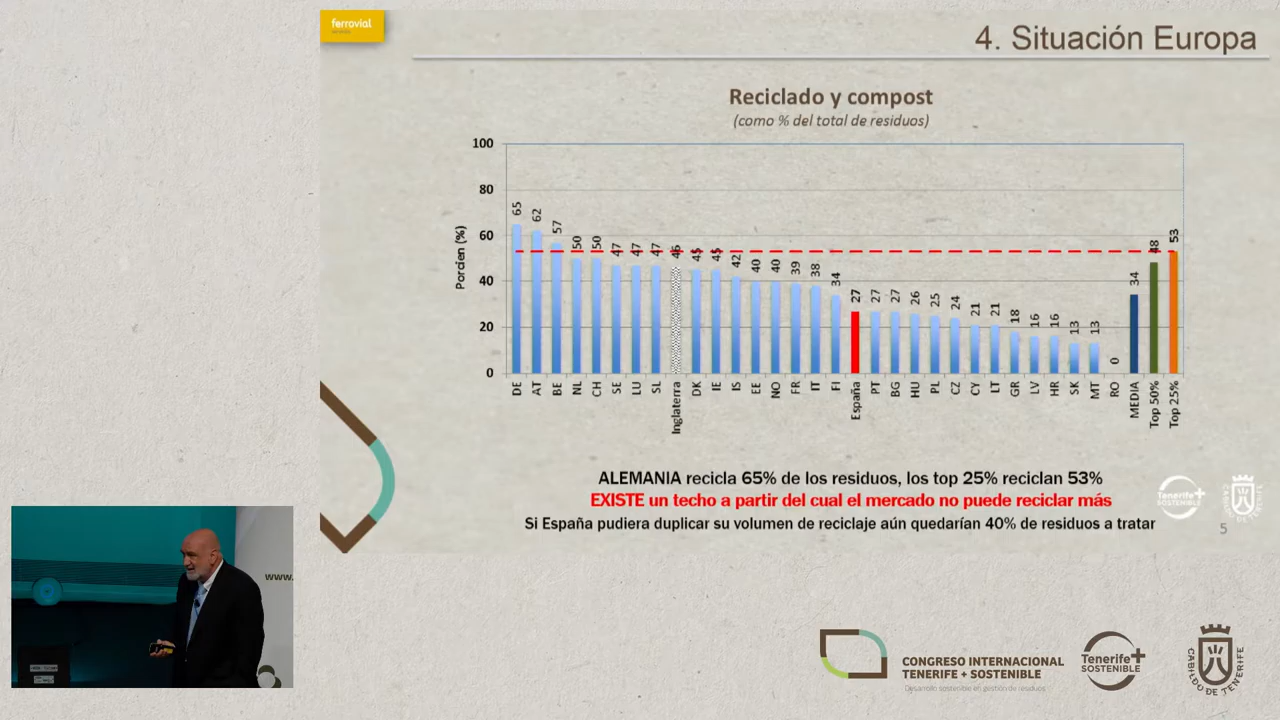 ferrovial
servicios
4. Situación Europa
Reciclado y compost
(como % del total de residuos)
Porcien (%)
100
80
60
40
20
0
65 62 57 50 50 47 47 47 46 45 45 42 40 40 39 38 34 27 27 27 26 25 24 21 21 18 16 16 13 13 0 34 48 53
DE AT BE NL CH SE LU SL Inglaterra DK IE IS EE NO FR IT FI España PT BG HU PL CZ CY LT GR LV HR SK MT RO MEDIA Top 50% Top 25%
ALEMANIA recicla 65% de los residuos, los top 25% reciclan 53%
EXISTE un techo a partir del cual el mercado no puede reciclar más
Si España pudiera duplicar su volumen de reciclaje aún quedarían 40% de residuos a tratar
Tenerife+
SOSTENIBLE
CABILDO DE TENERIFE
5
www.
CONGRESO INTERNACIONAL
TENERIFE + SOSTENIBLE
Desarrollo sostenible en gestión de residuos
Tenerife+
SOSTENIBLE
CABILDO DE TENERIFE